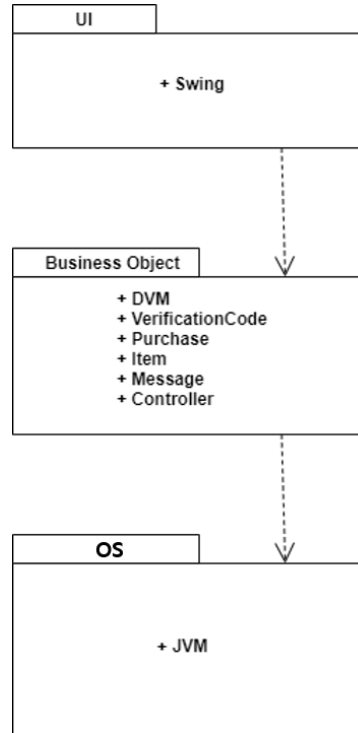 UI
+ Swing
Business Object
+ DVM
+ VerificationCode
+ Purchase
+ Item
+ Message
+ Controller
OS
+ JVM